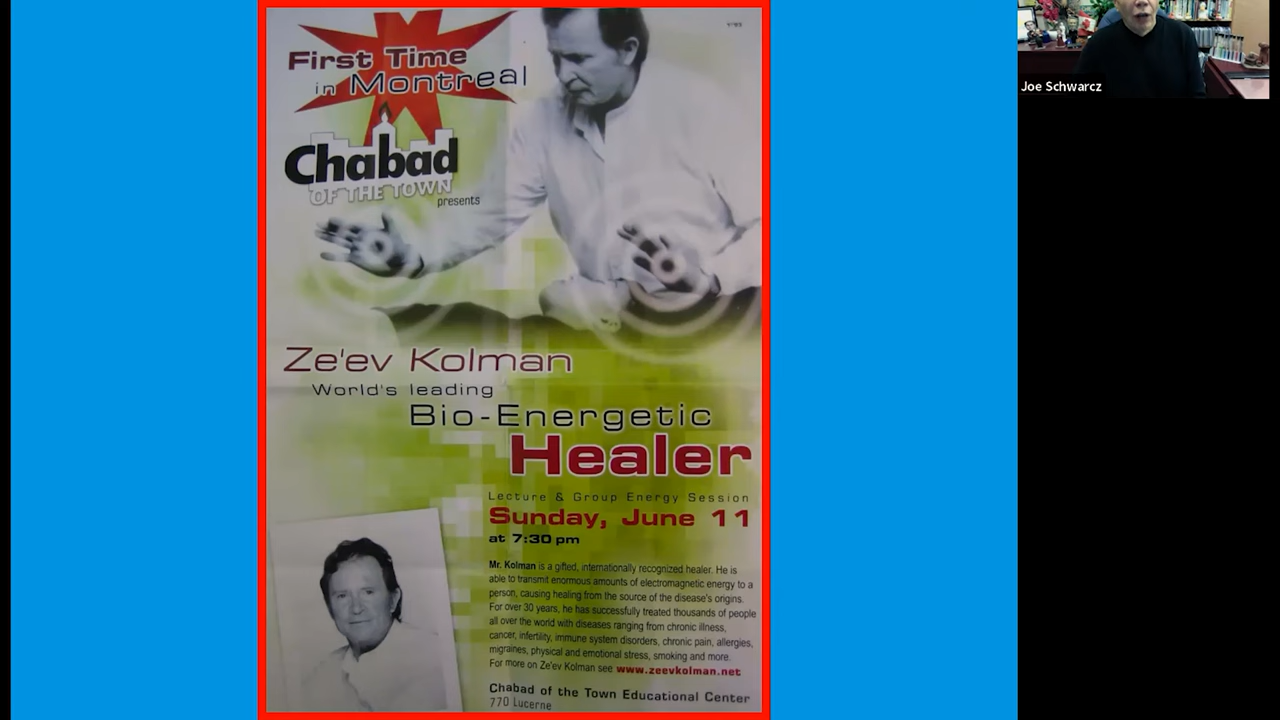 First Time
in Montreal
Chabad
OF THE TOWN
presents
Ze'ev Kolman
World's leading
Bio-Energetic
Healer
Lecture & Group Energy Session
Sunday, June 11
at 7:30 pm
Mr. Kolman is a gifted, internationally recognized healer. He is
able to transmit enormous amounts of electromagnetic energy to a
person, causing healing from the source of the disease's origins.
For over 30 years, he has successfully treated thousands of people
all over the world with diseases ranging from chronic illness,
cancer, infertility, immune system disorders, chronic pain, allergies,
migraines, physical and emotional stress, smoking and more.
For more on Ze'ev Kolman see www.zeevkolman.net
Chabad of the Town Educational Center
770 Lucerne
Joe Schwarcz